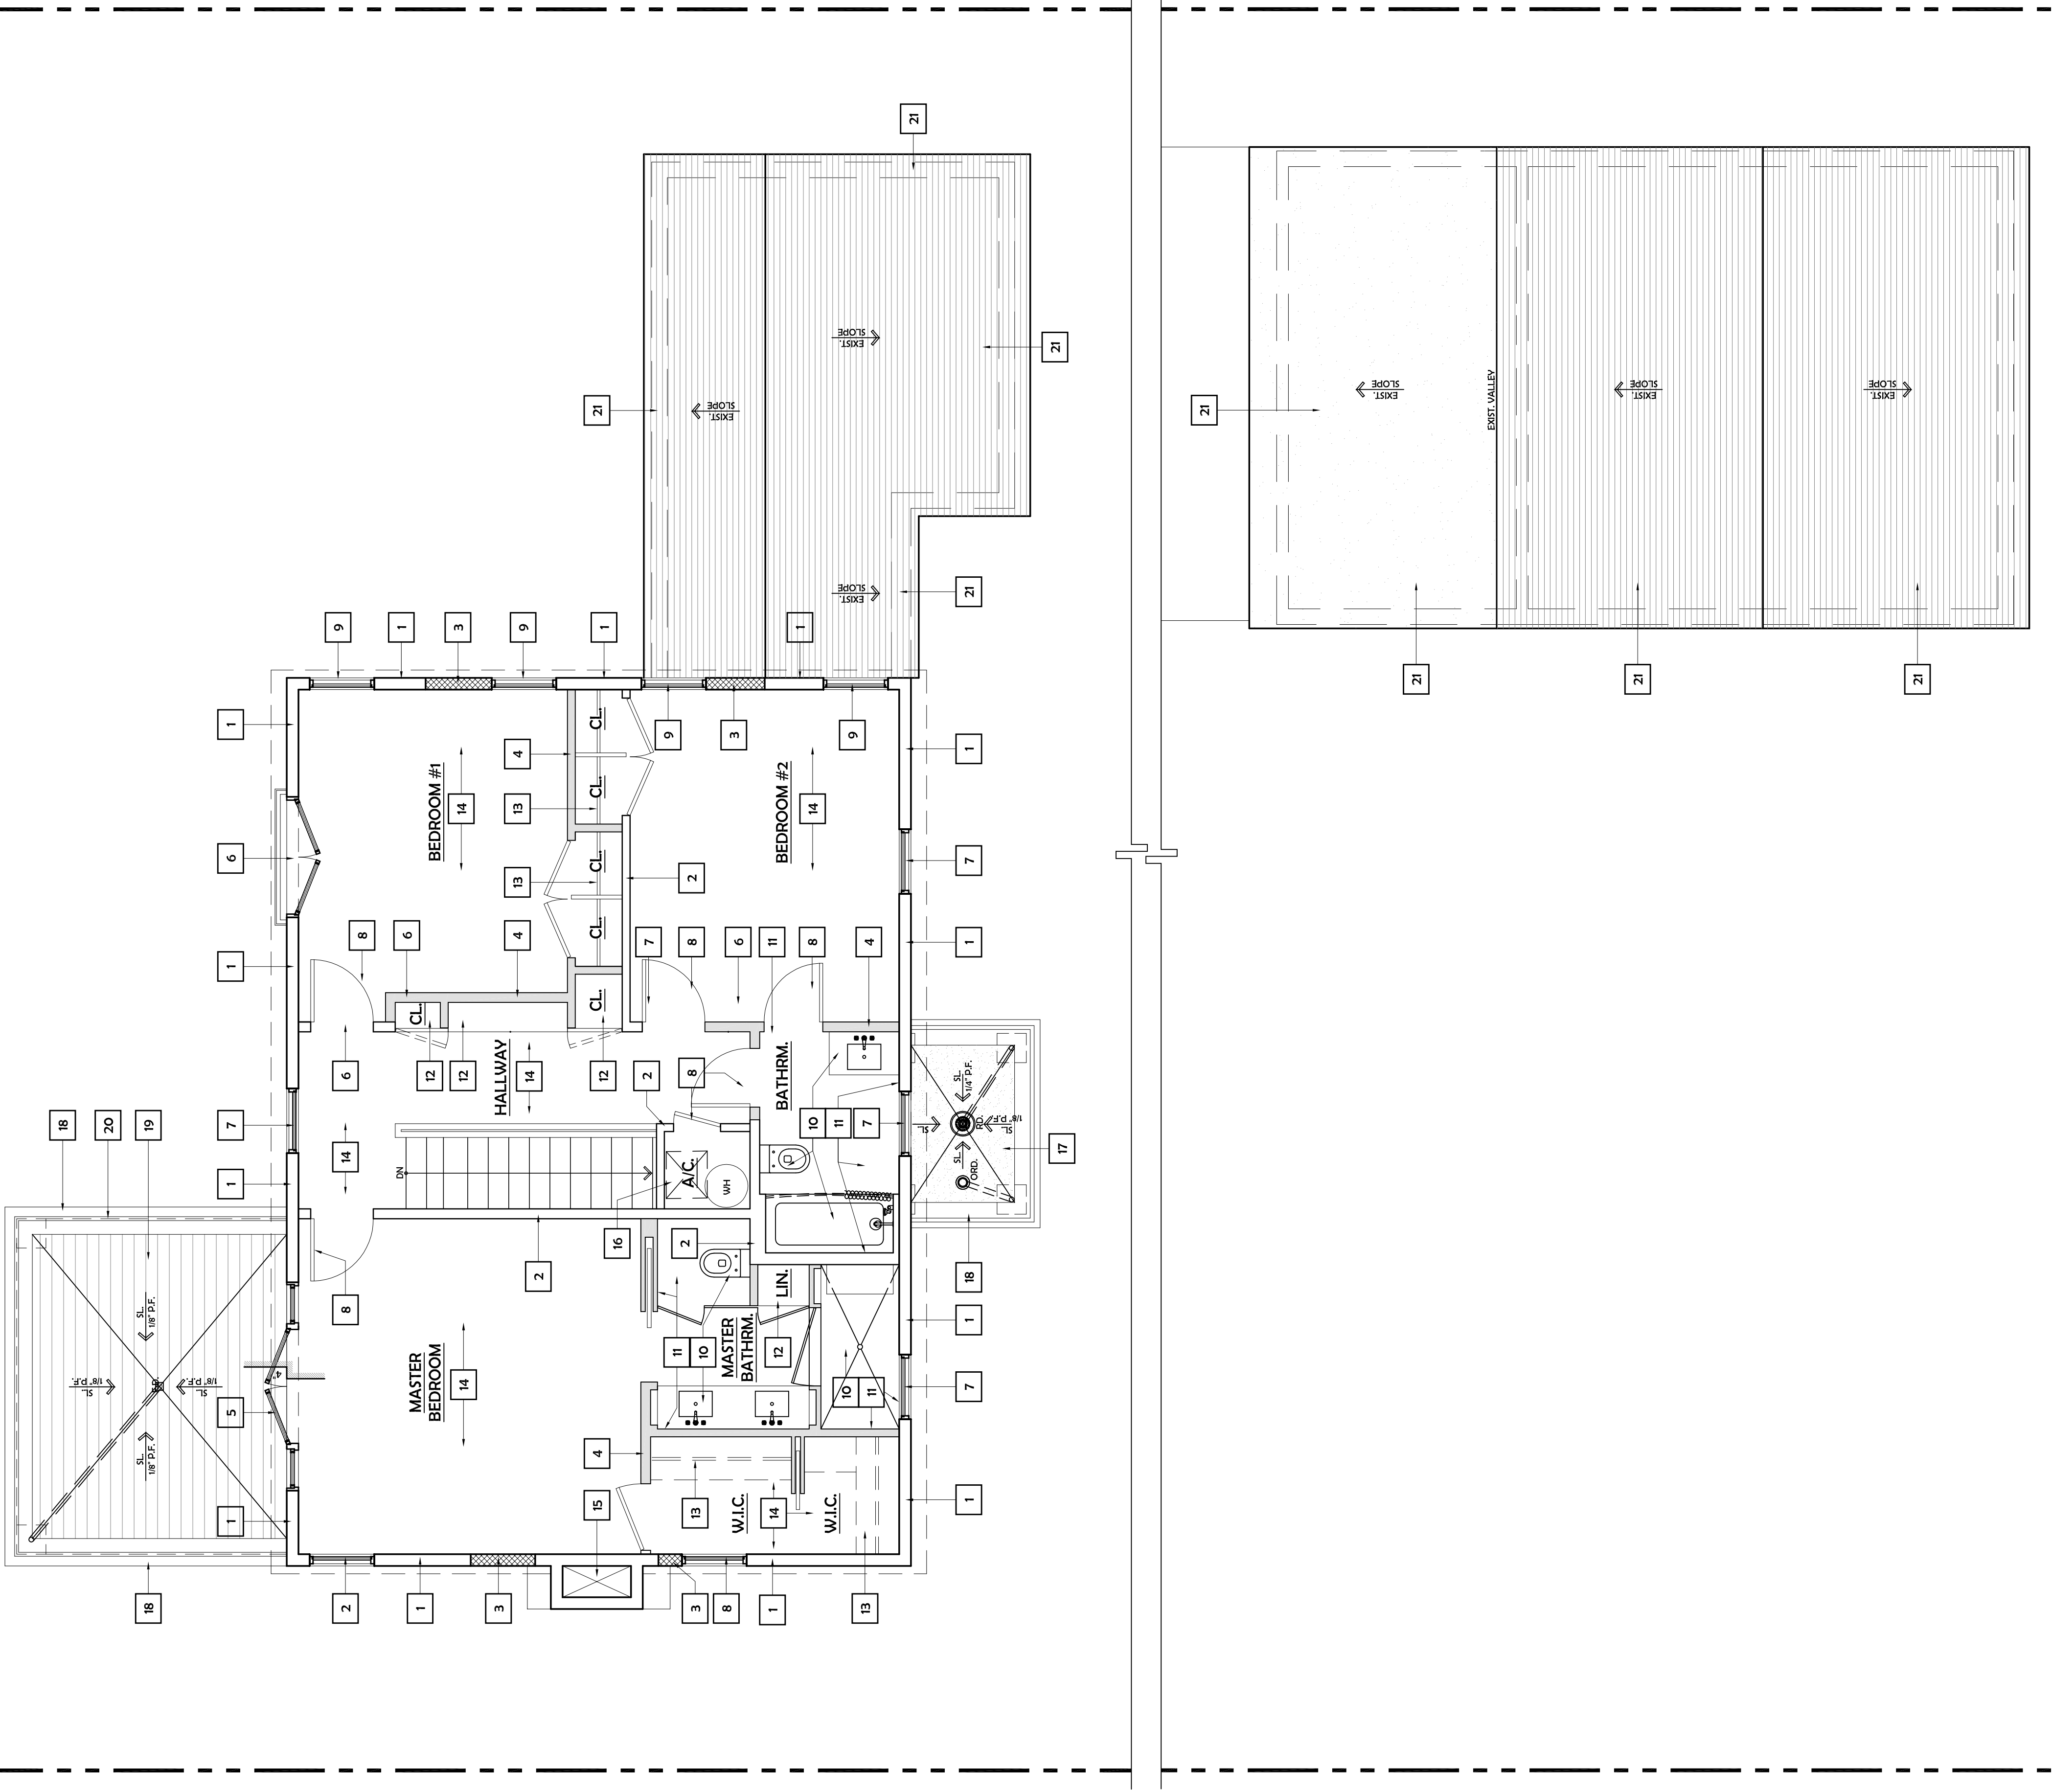 21
21
EXIST.
SLOPE
21
EXIST.
SLOPE
21
EXIST.
SLOPE
EXIST. VALLEY
EXIST.
SLOPE
EXIST.
SLOPE
21
EXIST.
SLOPE
21
21
21
9
1
3
9
1
1
1
4
CL.
9
3
9
1
6
BEDROOM #1
14
13
CL.
BEDROOM #2
14
7
13
CL.
2
1
8
6
4
CL.
7
8
6
11
8
4
1
CL.
CL.
18
20
19
7
6
14
12
12
HALLWAY
14
12
2
8
BATHRM.
10
11
7
SL.
1/4" P.F.
SL.
RD.
SL.
1/8" P.F.
SL.
ORD.
17
1
DN
A/C.
WH
16
2
2
LIN.
18
SL.
1/8" P.F.
8
11
10
MASTER
BATHRM.
12
1
SL.
1/8" P.F.
SL.
1/8" P.F.
F.D.
4"
5
MASTER
BEDROOM
14
10
11
7
SL.
1/8" P.F.
1
4
15
13
W.I.C.
14
W.I.C.
1
18
2
1
3
3
8
1
13